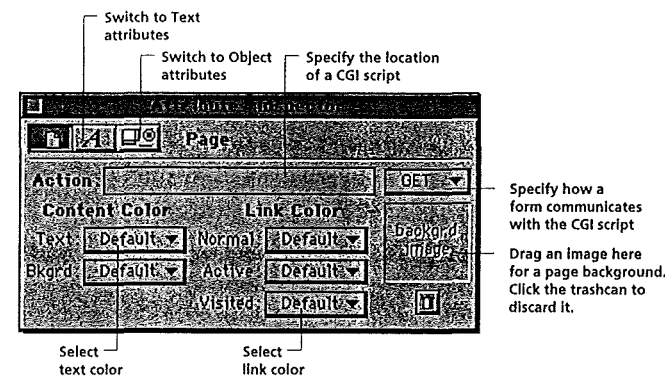 Switch to Text
attributes
Switch to Object
attributes
Specify the location
of a CGI script
Attribute Inspector
A
Page
Action:
GET
Specify how a
form communicates
with the CGI script
Content Color
Link Color
Text:
Default
Normal:
Default
backgrd
image
Drag an image here
for a page background.
Click the trashcan to
discard it.
Bkgrd:
Default
Active:
Default
Visited:
Default
Select
text color
Select
link color